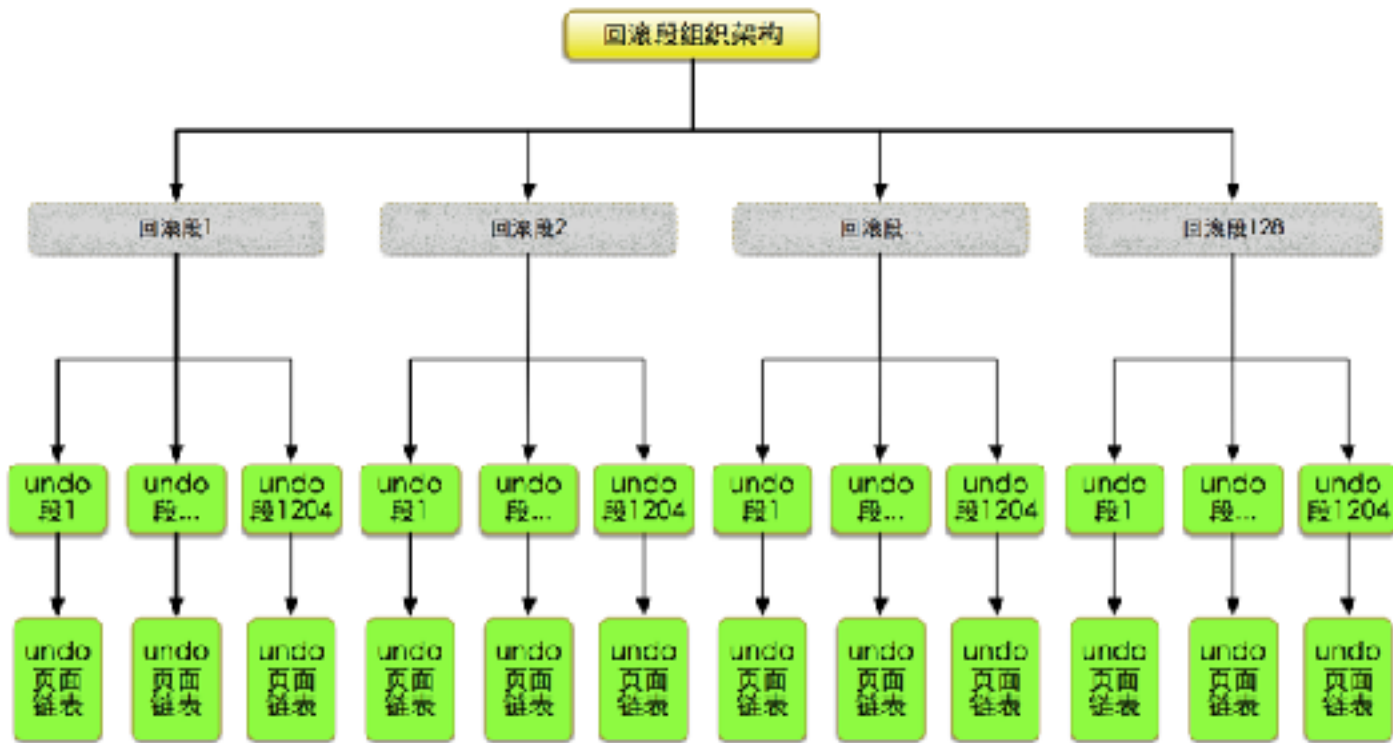 回滚段组织架构
回滚段1
回滚段2
回滚段...
回滚段128
undo
段1
undo
段...
undo
段1204
undo
段1
undo
段...
undo
段1204
undo
段1
undo
段...
undo
段1204
undo
段1
undo
段...
undo
段1204
undo
页面
链表
undo
页面
链表
undo
页面
链表
undo
页面
链表
undo
页面
链表
undo
页面
链表
undo
页面
链表
undo
页面
链表
undo
页面
链表
undo
页面
链表
undo
页面
链表
undo
页面
链表